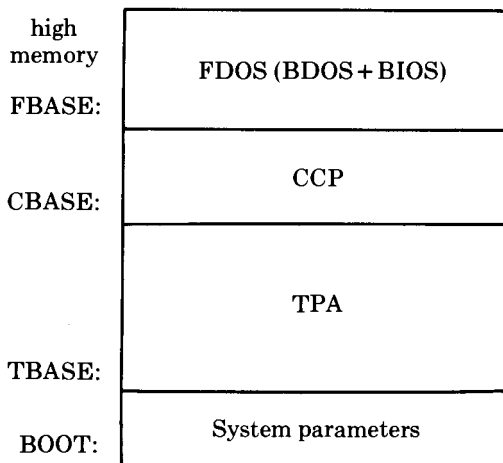 high
memory
FDOS (BDOS+BIOS)
FBASE:
CCP
CBASE:
TPA
TBASE:
System parameters
BOOT: